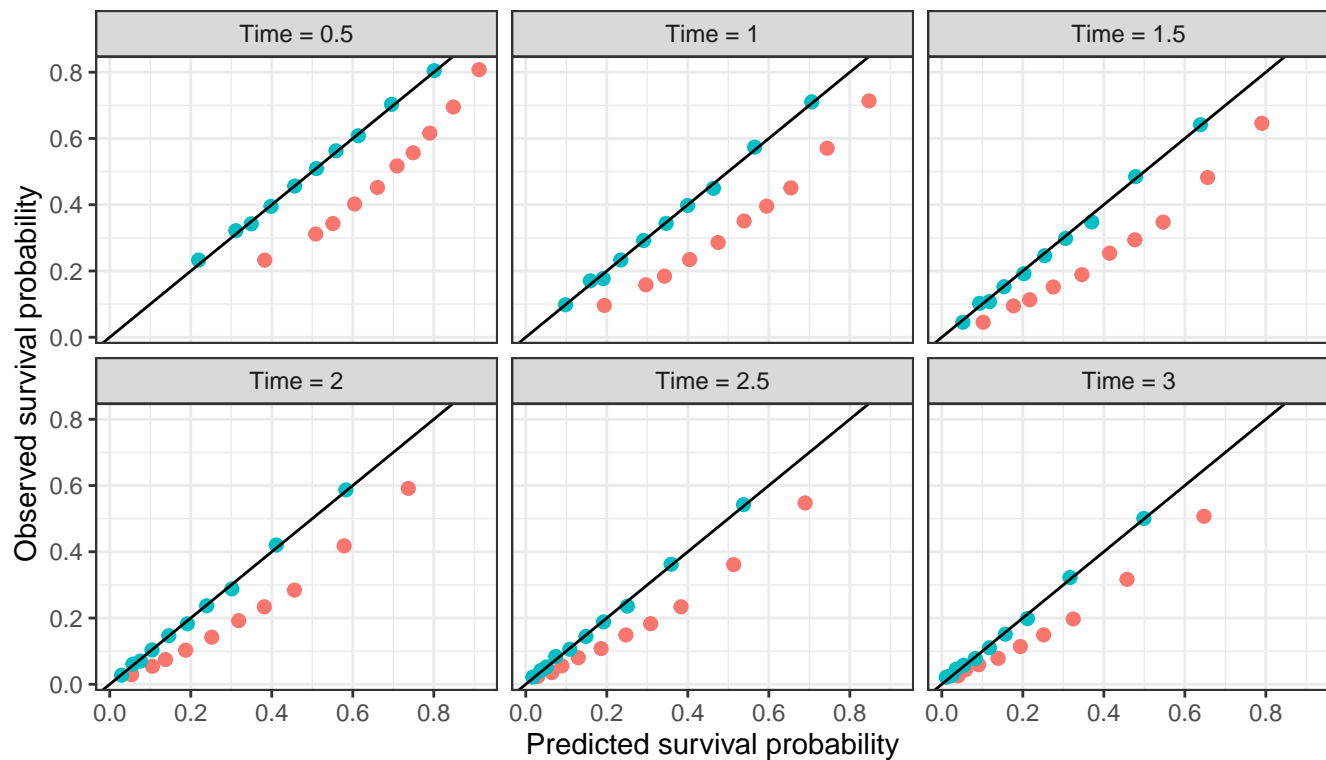 Time = 0.5
Time = 1
Time = 1.5
0.8
0.6
0.4
0.2
0.0
Time = 2
Time = 2.5
Time = 3
0.8
0.6
0.4
0.2
0.0
0.0 0.2 0.4 0.6 0.8
0.0 0.2 0.4 0.6 0.8
0.0 0.2 0.4 0.6 0.8
Predicted survival probability
Observed survival probability